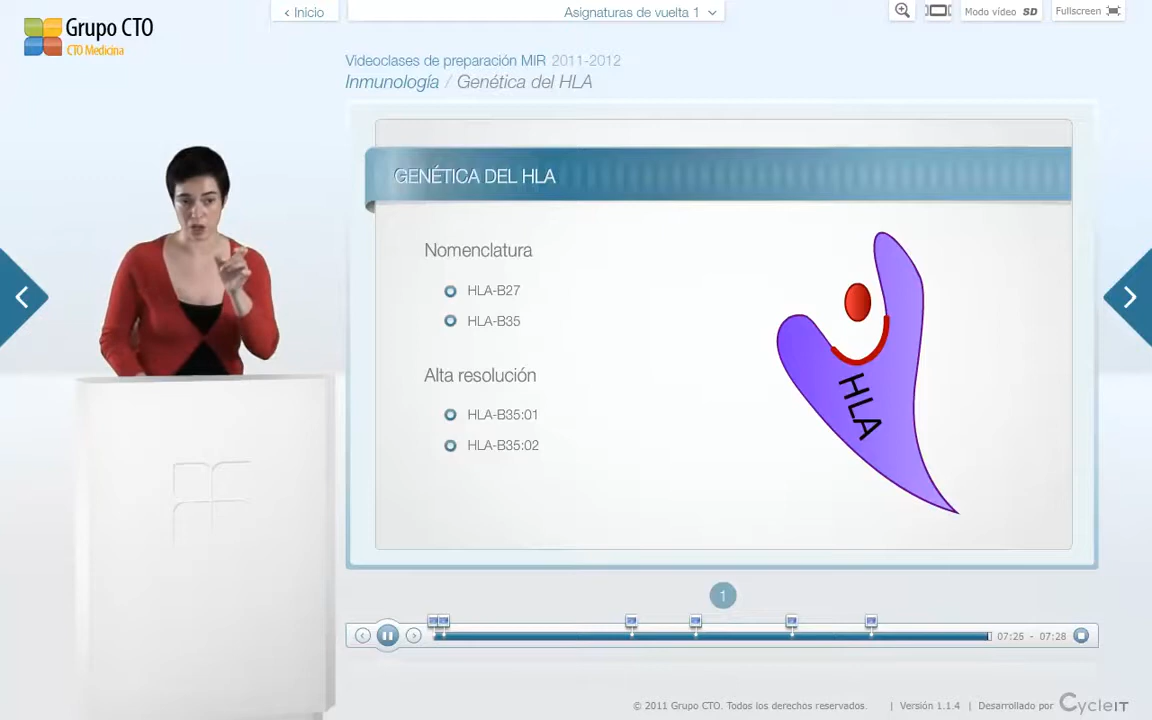 Grupo CTO
CTO Medicina
‹ Inicio
Asignaturas de vuelta 1
Modo vídeo SD
Fullscreen
Videoclases de preparación MIR 2011-2012
Inmunología / Genética del HLA
GENÉTICA DEL HLA
Nomenclatura
HLA-B27
HLA-B35
Alta resolución
HLA-B35:01
HLA-B35:02
HLA
1
07:25 - 07:28
© 2011 Grupo CTO. Todos los derechos reservados. | Versión 1.1.4 | Desarrollado por CycleIT